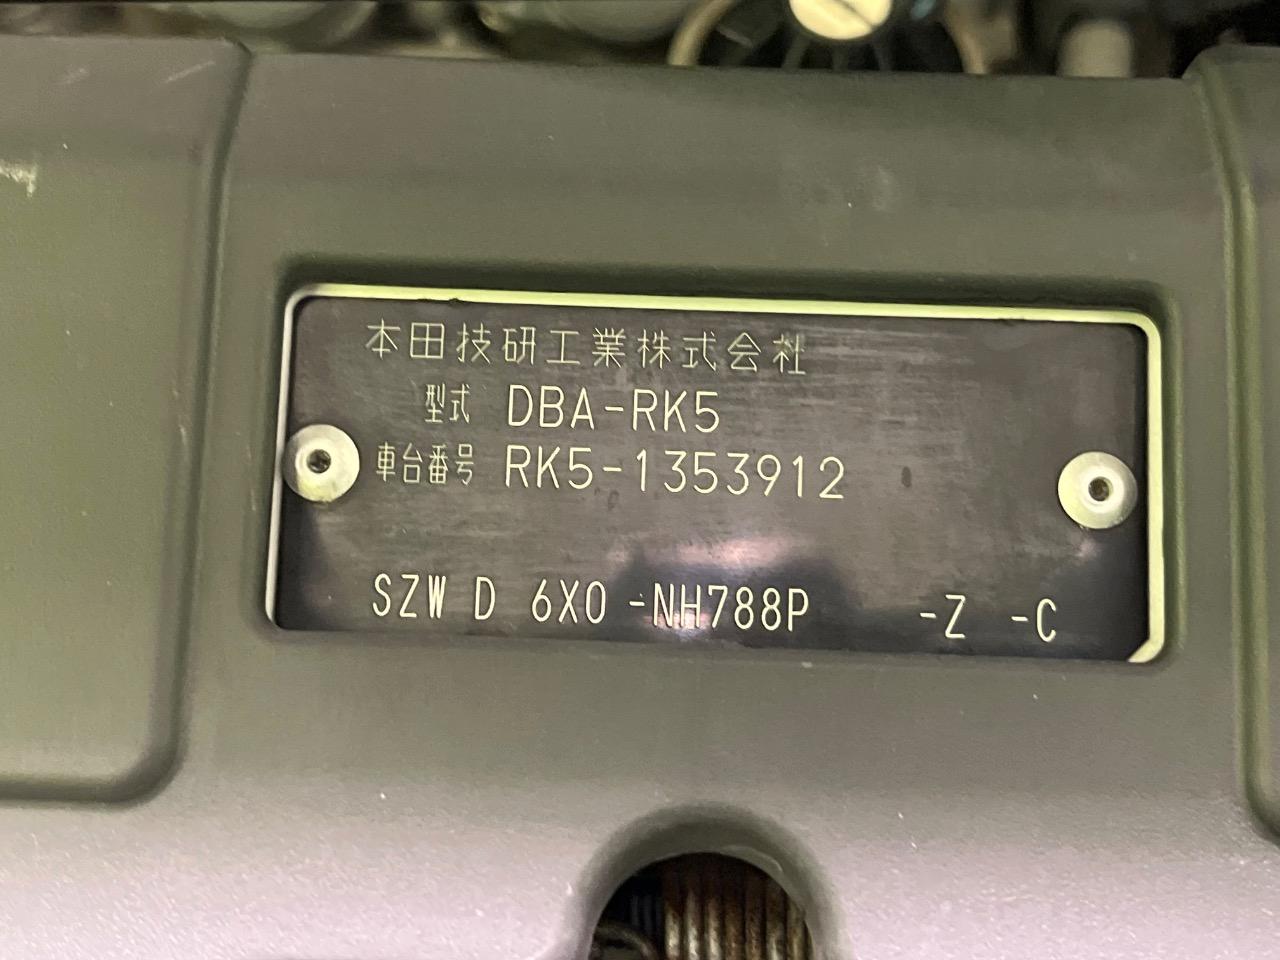 本田技研工業株式会社
型式 DBA-RK5
車台番号 RK5-1353912
SZW D 6X0 -NH788P -Z -C